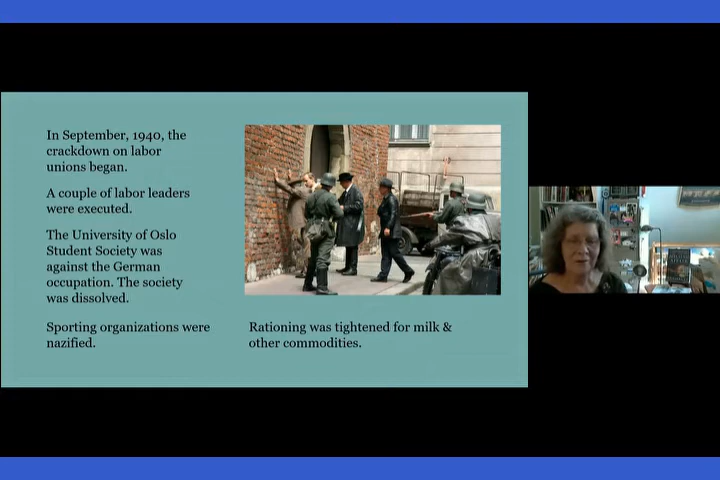 In September, 1940, the
crackdown on labor
unions began.
A couple of labor leaders
were executed.
The University of Oslo
Student Society was
against the German
occupation. The society
was dissolved.
Sporting organizations were
nazified.
Rationing was tightened for milk &
other commodities.